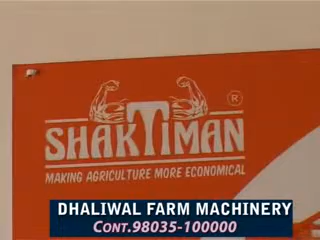 ®
SHAKTIMAN
MAKING AGRICULTURE MORE ECONOMICAL
DHALIWAL FARM MACHINERY
CONT.98035-100000